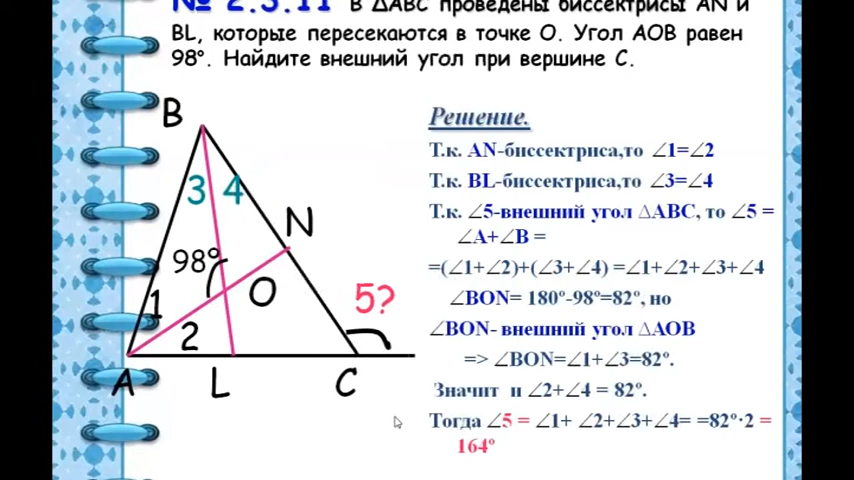 № 2.3.11 В ∆ABC проведены биссектрисы AN и
BL, которые пересекаются в точке O. Угол AOB равен
98°. Найдите внешний угол при вершине C.
Решение.
B
Т.к. AN-биссектриса,то ∠1=∠2
3 4
Т.к. BL-биссектриса,то ∠3=∠4
N
Т.к. ∠5-внешний угол ∆ABC, то ∠5 =
∠A+∠B =
98°
=(∠1+∠2)+(∠3+∠4) =∠1+∠2+∠3+∠4
1
O
5?
∠BON= 180°-98°=82°, но
2
∠BON- внешний угол ∆AOB
=> ∠BON=∠1+∠3=82°.
A L C
Значит и ∠2+∠4 = 82°.
Тогда ∠5 = ∠1+ ∠2+∠3+∠4= =82°·2 =
164°